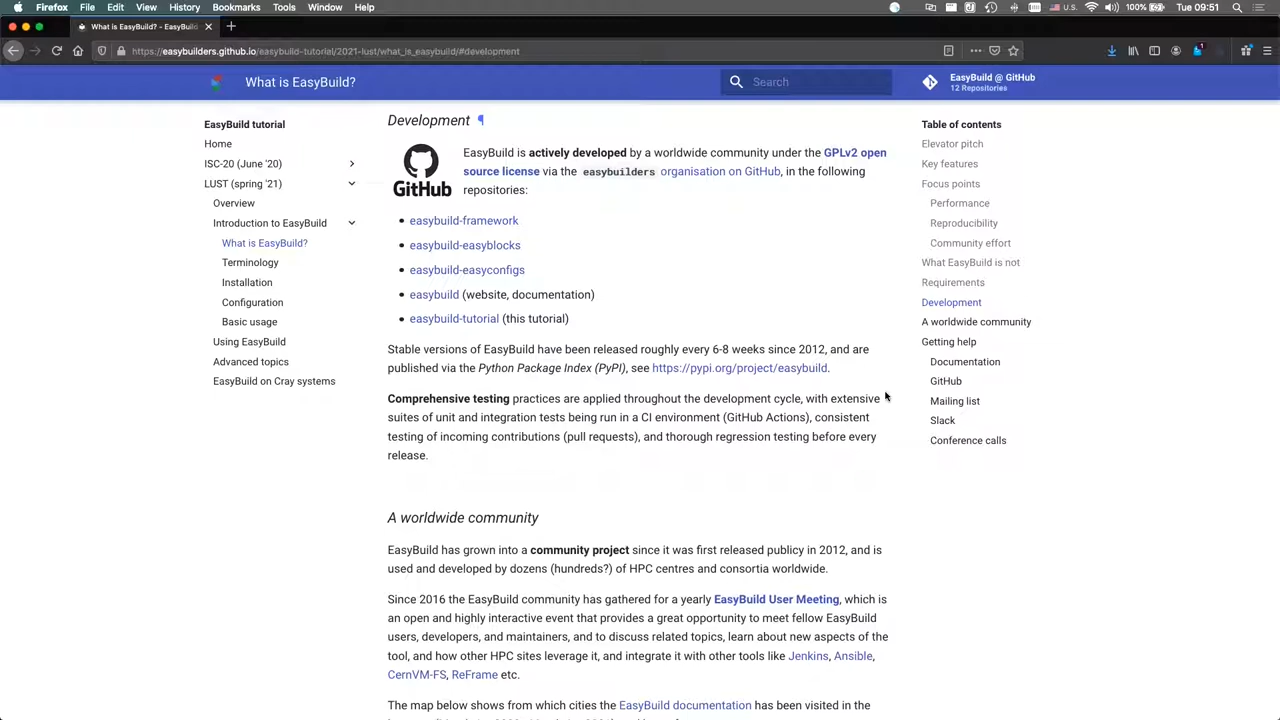 Firefox File Edit View History Bookmarks Tools Window Help 100% Tue 09:51
What is EasyBuild? - EasyBuild
https://easybuilders.github.io/easybuild-tutorial/2021-lust/what_is_easybuild/#development
What is EasyBuild?
Search
EasyBuild @ GitHub
12 Repositories
EasyBuild tutorial
Home
ISC-20 (June '20)
LUST (spring '21)
Overview
Introduction to EasyBuild
What is EasyBuild?
Terminology
Installation
Configuration
Basic usage
Using EasyBuild
Advanced topics
EasyBuild on Cray systems
Development ¶
GitHub
EasyBuild is actively developed by a worldwide community under the GPLv2 open
source license via the easybuilders organisation on GitHub, in the following
repositories:
• easybuild-framework
• easybuild-easyblocks
• easybuild-easyconfigs
• easybuild (website, documentation)
• easybuild-tutorial (this tutorial)
Stable versions of EasyBuild have been released roughly every 6-8 weeks since 2012, and are
published via the Python Package Index (PyPI), see https://pypi.org/project/easybuild.
Comprehensive testing practices are applied throughout the development cycle, with extensive
suites of unit and integration tests being run in a CI environment (GitHub Actions), consistent
testing of incoming contributions (pull requests), and thorough regression testing before every
release.
A worldwide community
EasyBuild has grown into a community project since it was first released publicy in 2012, and is
used and developed by dozens (hundreds?) of HPC centres and consortia worldwide.
Since 2016 the EasyBuild community has gathered for a yearly EasyBuild User Meeting, which is
an open and highly interactive event that provides a great opportunity to meet fellow EasyBuild
users, developers, and maintainers, and to discuss related topics, learn about new aspects of the
tool, and how other HPC sites leverage it, and integrate it with other tools like Jenkins, Ansible,
CernVM-FS, ReFrame etc.
The map below shows from which cities the EasyBuild documentation has been visited in the
Table of contents
Elevator pitch
Key features
Focus points
Performance
Reproducibility
Community effort
What EasyBuild is not
Requirements
Development
A worldwide community
Getting help
Documentation
GitHub
Mailing list
Slack
Conference calls